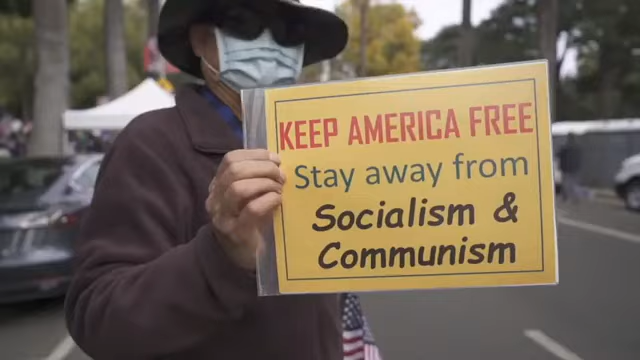 KEEP AMERICA FREE
Stay away from
Socialism &
Communism